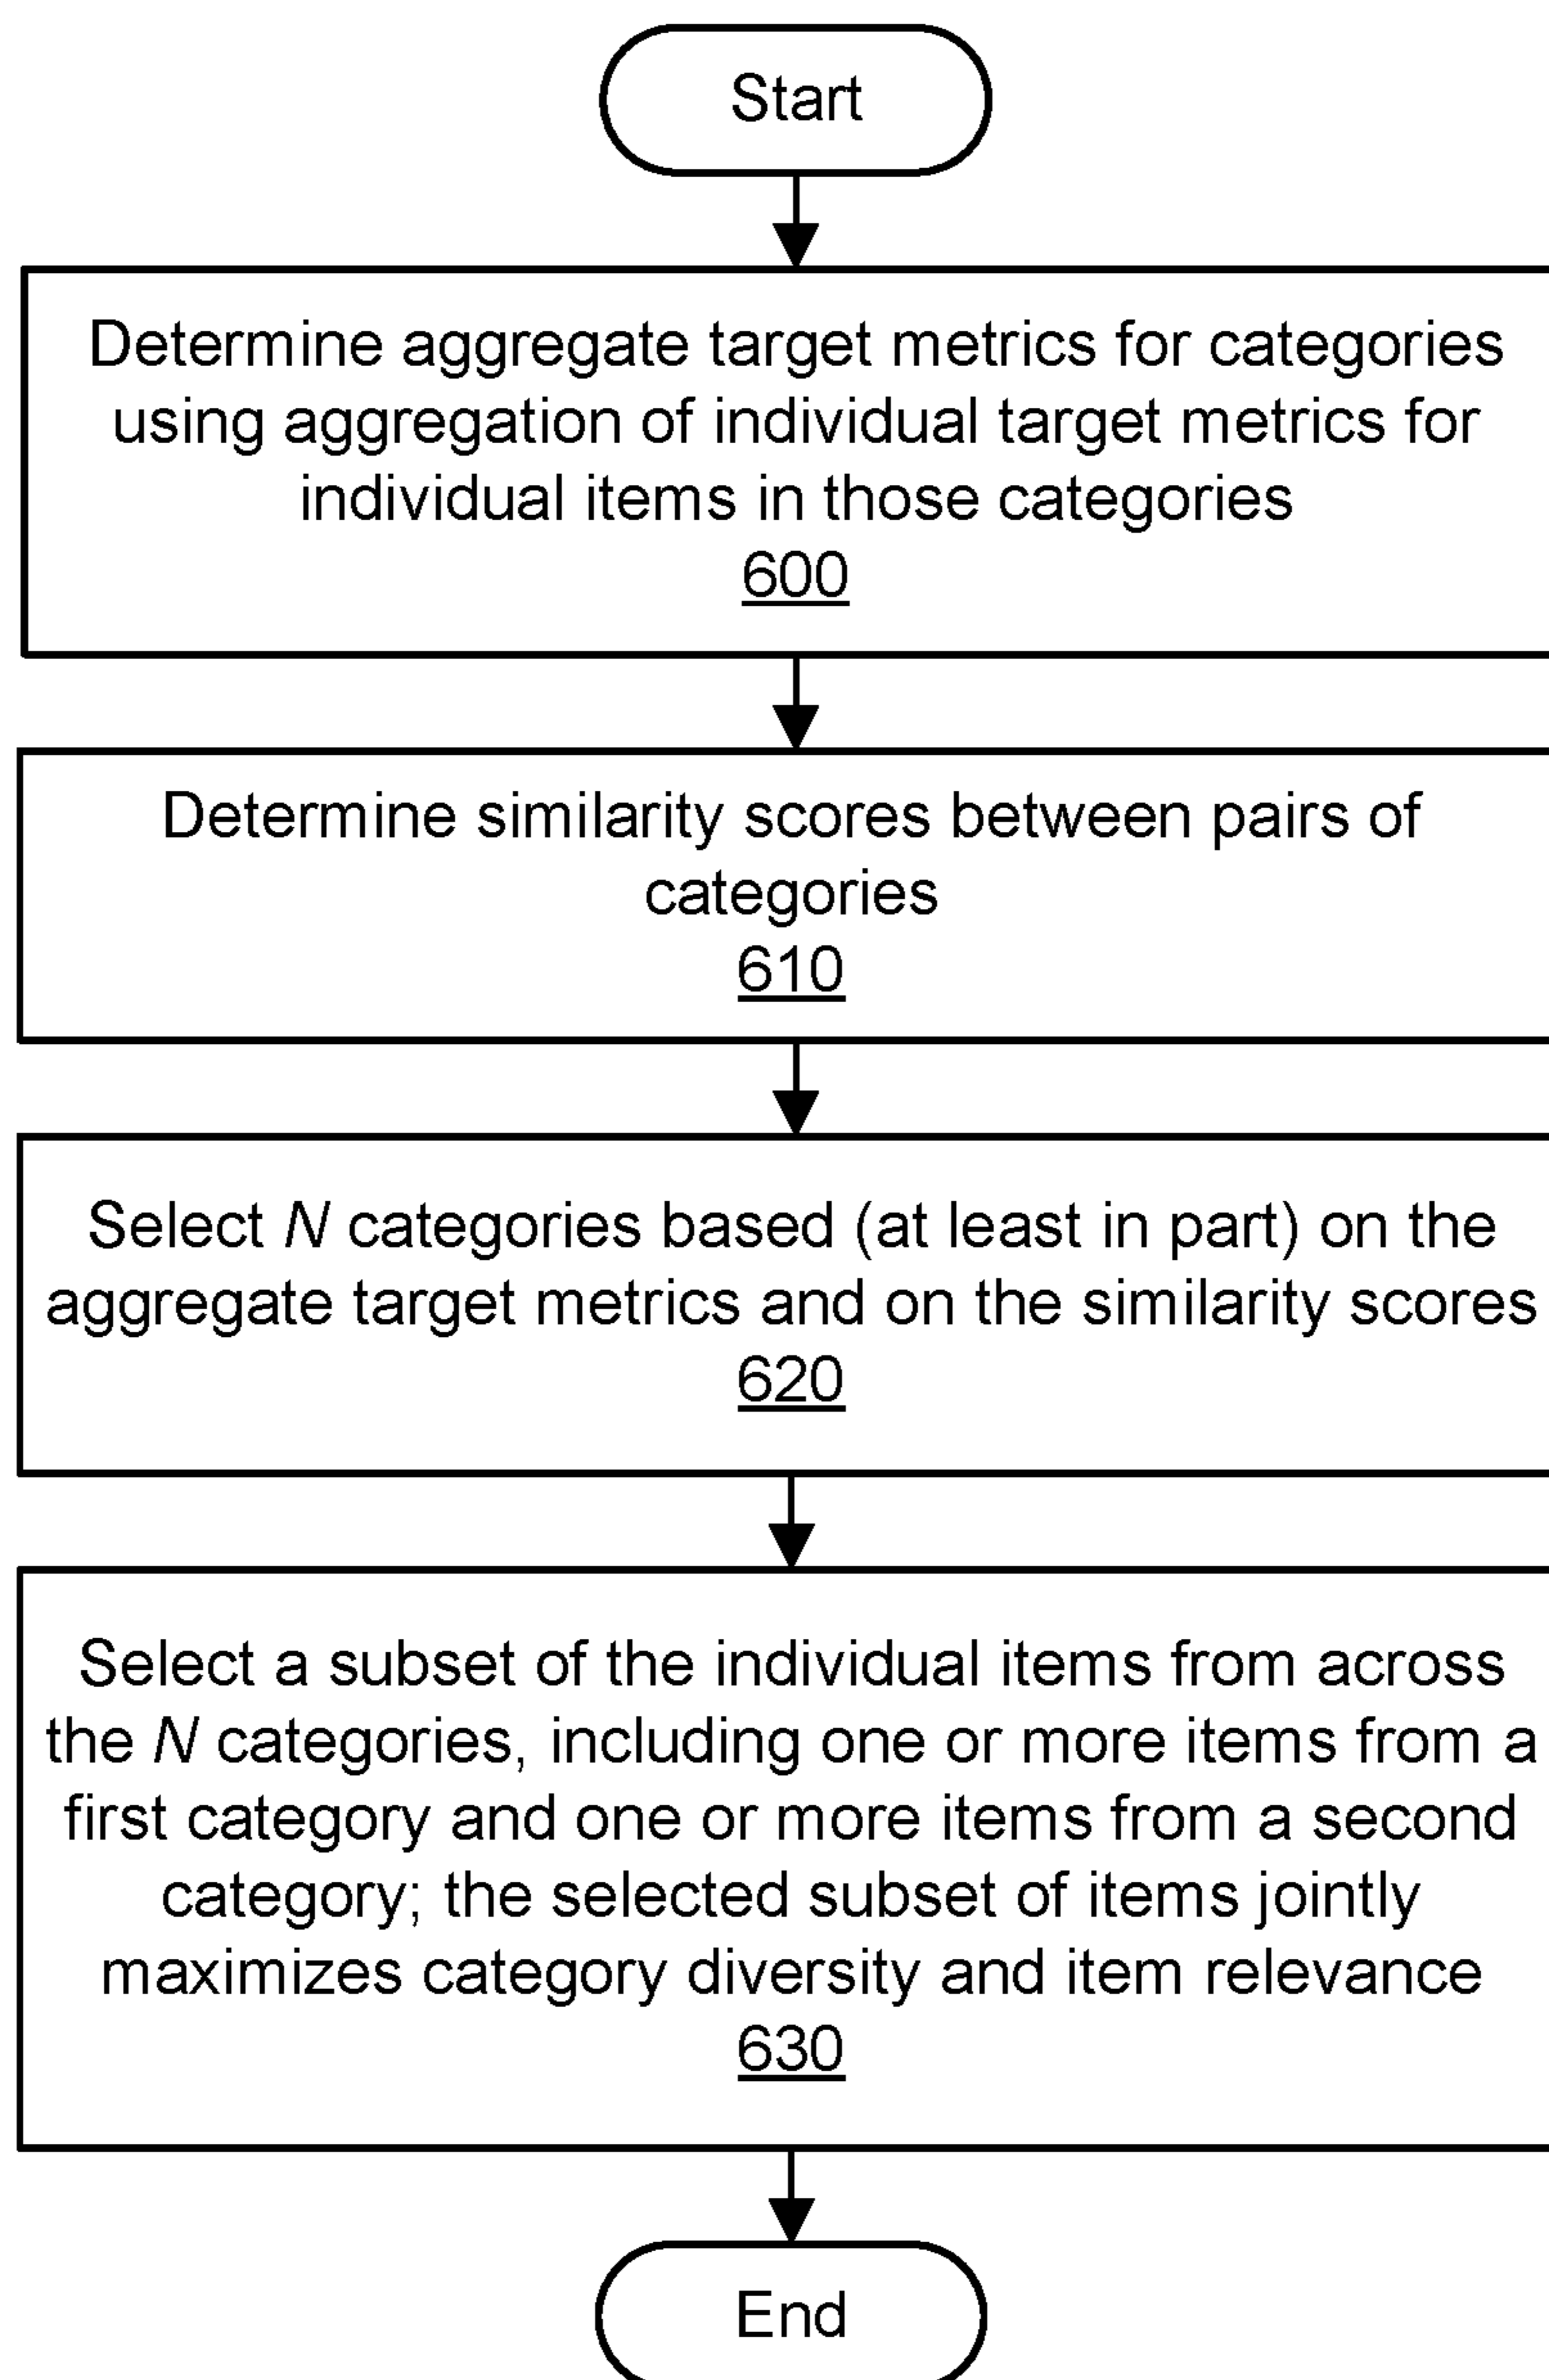 Start
Determine aggregate target metrics for categories
using aggregation of individual target metrics for
individual items in those categories
600
Determine similarity scores between pairs of
categories
610
Select N categories based (at least in part) on the
aggregate target metrics and on the similarity scores
620
Select a subset of the individual items from across
the N categories, including one or more items from a
first category and one or more items from a second
category; the selected subset of items jointly
maximizes category diversity and item relevance
630
End